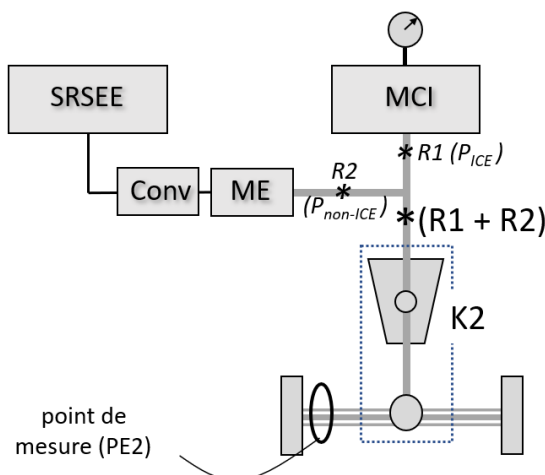 SRSEE
MCI
* R1 (P_ICE)
R2
*
(P_non-ICE)
Conv
ME
*(R1 + R2)
K2
point de
mesure (PE2)